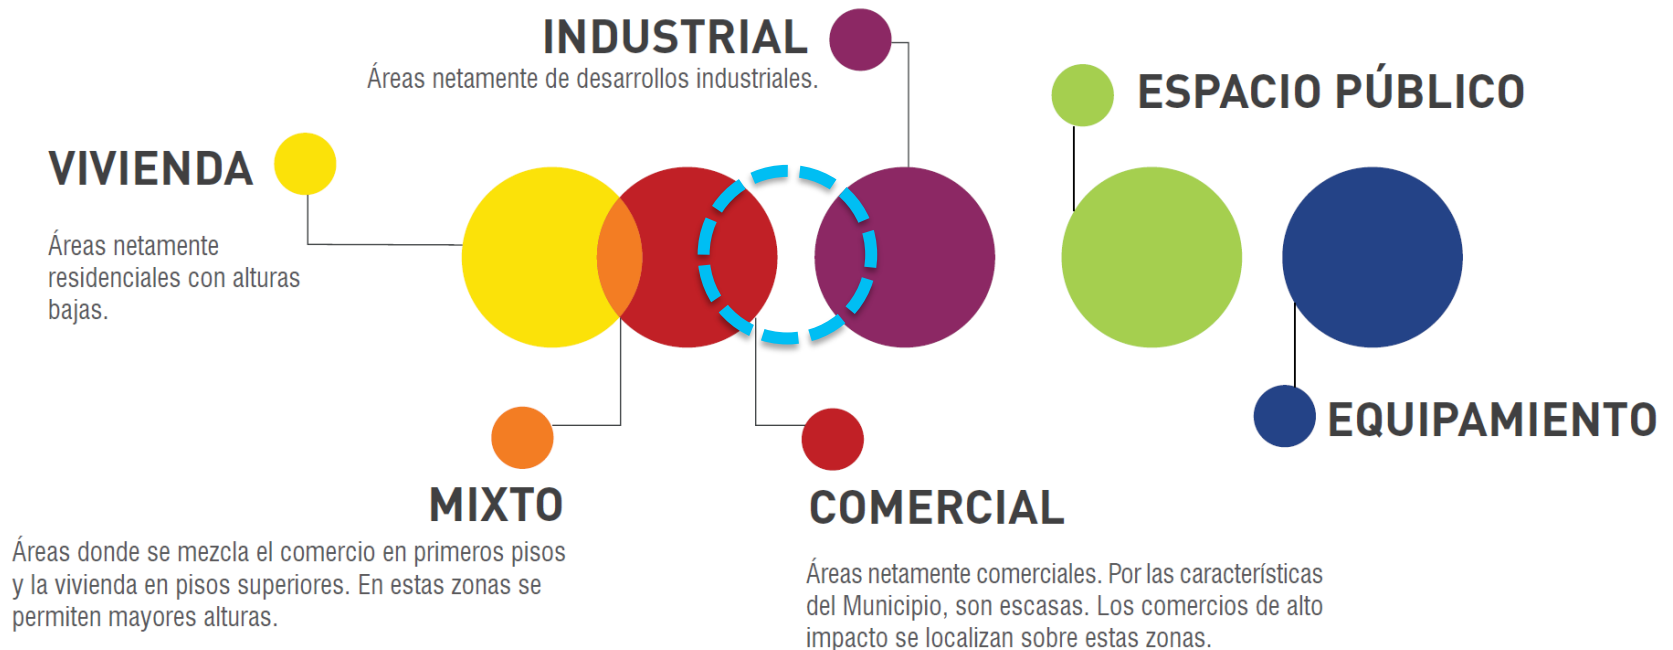 INDUSTRIAL
Áreas netamente de desarrollos industriales.
ESPACIO PÚBLICO
VIVIENDA
Áreas netamente
residenciales con alturas
bajas.
EQUIPAMIENTO
MIXTO
Áreas donde se mezcla el comercio en primeros pisos
y la vivienda en pisos superiores. En estas zonas se
permiten mayores alturas.
COMERCIAL
Áreas netamente comerciales. Por las características
del Municipio, son escasas. Los comercios de alto
impacto se localizan sobre estas zonas.